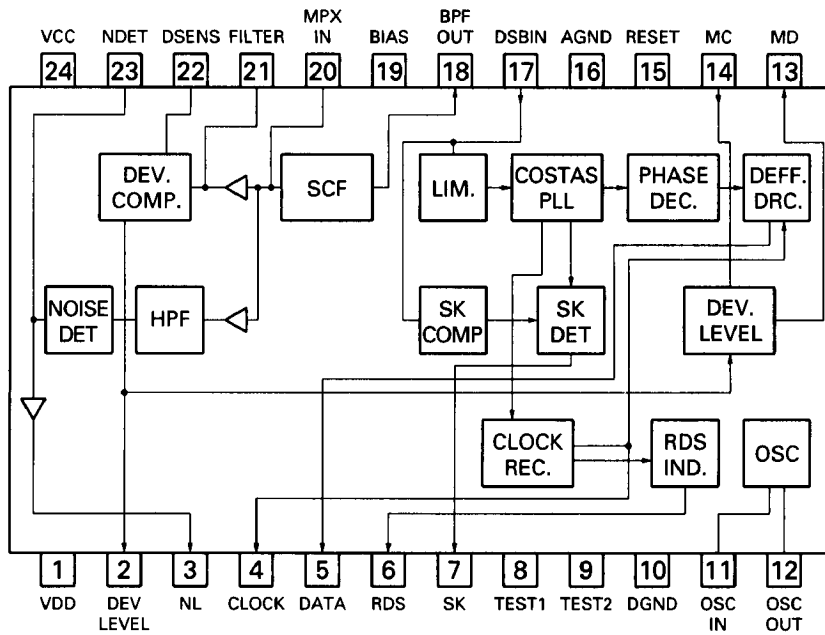 VCC NDET DSENS FILTER MPX IN BIAS BPF OUT DSBIN AGND RESET MC MD
24 23 22 21 20 19 18 17 16 15 14 13
DEV. COMP.
SCF
LIM.
COSTAS PLL
PHASE DEC.
DEFF. DRC.
NOISE DET
HPF
SK COMP
SK DET
DEV. LEVEL
CLOCK REC.
RDS IND.
OSC
1 2 3 4 5 6 7 8 9 10 11 12
VDD DEV LEVEL NL CLOCK DATA RDS SK TEST1 TEST2 DGND OSC IN OSC OUT